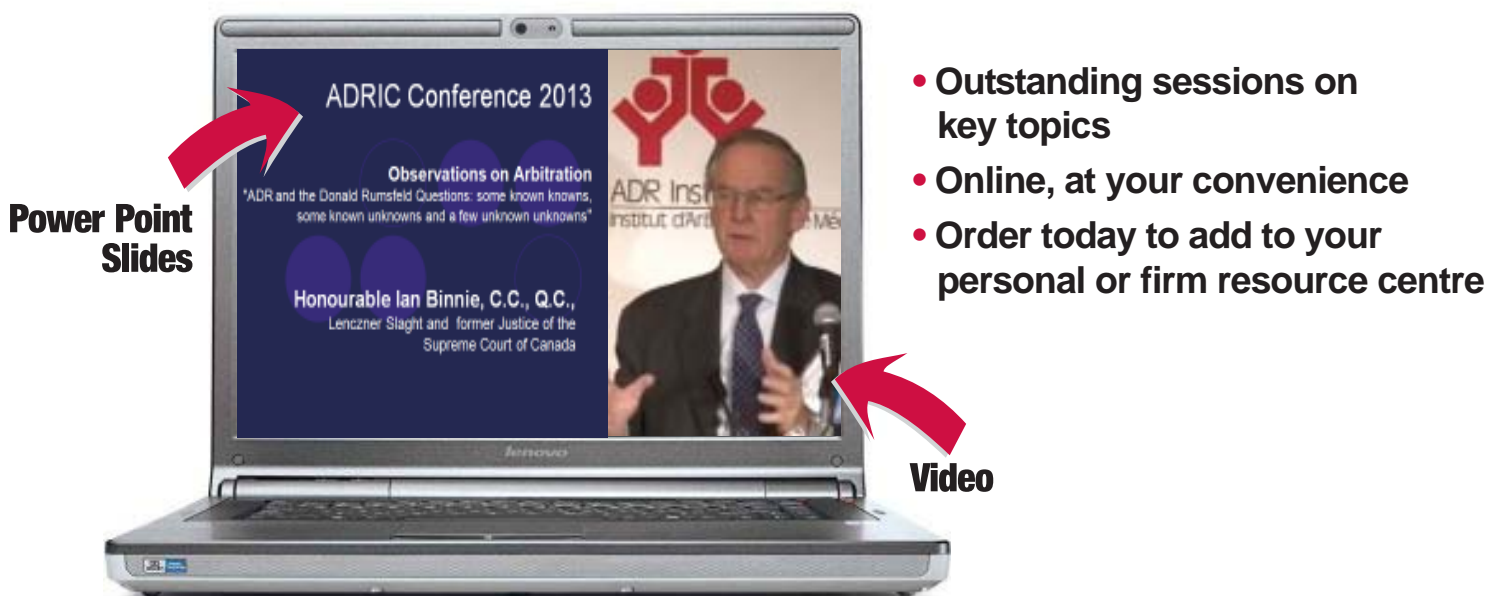 ADRIC Conference 2013
Observations on Arbitration
"ADR and the Donald Rumsfeld Questions: some known knowns,
some known unknowns and a few unknown unknowns"
Honourable Ian Binnie, C.C., Q.C.,
Lenczner Slaght and former Justice of the
Supreme Court of Canada
ADR Ins
Institut d'Ar
Mé
lenovo
Power Point
Slides
Video
• Outstanding sessions on
key topics
• Online, at your convenience
• Order today to add to your
personal or firm resource centre